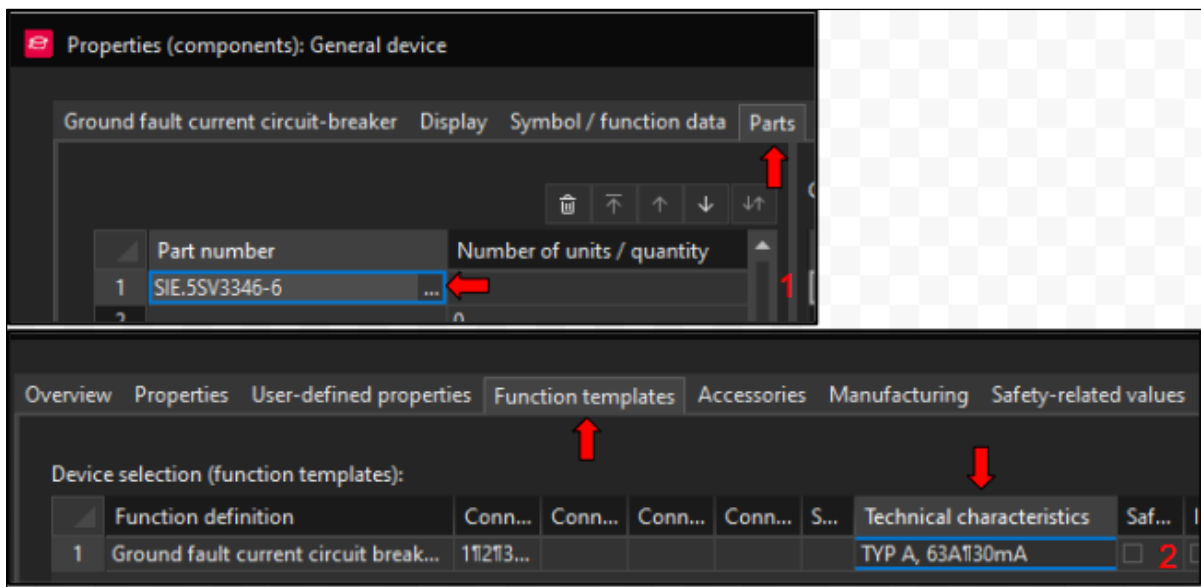 Properties (components): General device
Ground fault current circuit-breaker Display Symbol / function data Parts
Part number Number of units / quantity
1 SIE.5SV3346-6 ... 1
2 0
Overview Properties User-defined properties Function templates Accessories Manufacturing Safety-related values
Device selection (function templates):
Function definition Conn... Conn... Conn... Conn... S... Technical characteristics Saf...
1 Ground fault current circuit break... 1¶2¶3... TYP A, 63A¶30mA 2